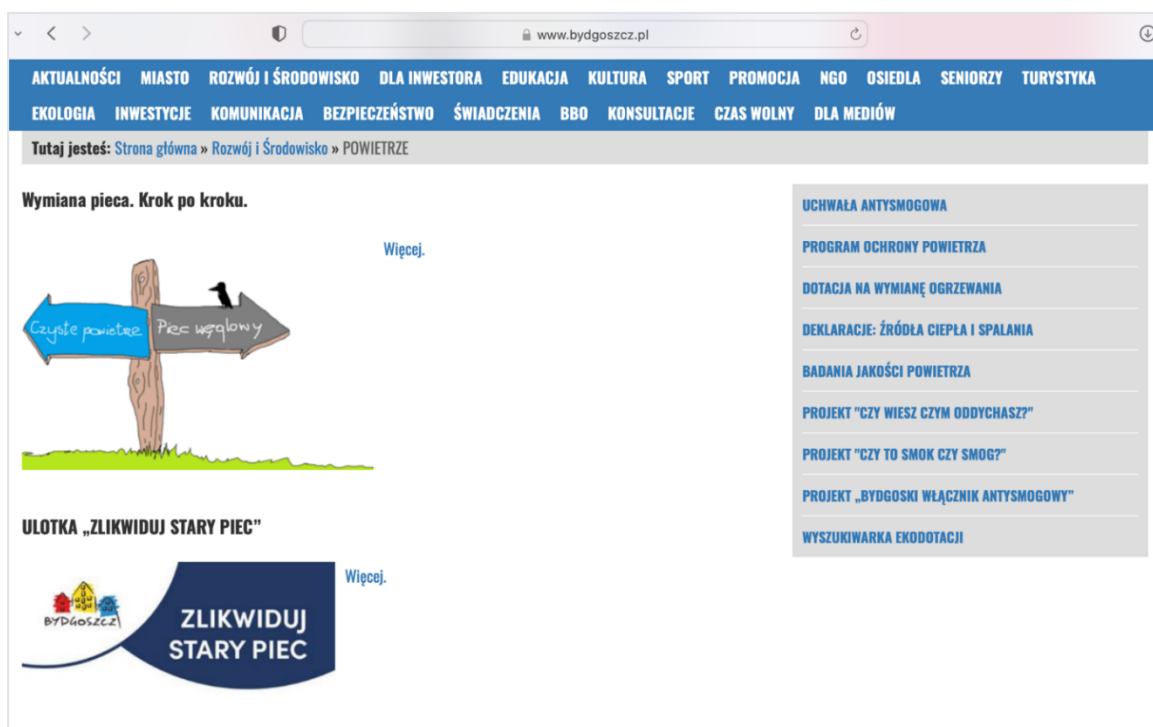 www.bydgoszcz.pl
AKTUALNOŚCI MIASTO ROZWÓJ I ŚRODOWISKO DLA INWESTORA EDUKACJA KULTURA SPORT PROMOCJA NGO OSIEDLA SENIORZY TURYSTYKA
EKOLOGIA INWESTYCJE KOMUNIKACJA BEZPIECZEŃSTWO ŚWIADCZENIA BBO KONSULTACJE CZAS WOLNY DLA MEDIÓW
Tutaj jesteś: Strona główna » Rozwój i Środowisko » POWIETRZE
Wymiana pieca. Krok po kroku.
Więcej.
Czyste powietrze Piec węglowy
ULOTKA „ZLIKWIDUJ STARY PIEC”
Więcej.
BYDGOSZCZ
ZLIKWIDUJ
STARY PIEC
UCHWAŁA ANTYSMOGOWA
PROGRAM OCHRONY POWIETRZA
DOTACJA NA WYMIANĘ OGRZEWANIA
DEKLARACJE: ŹRÓDŁA CIEPŁA I SPALANIA
BADANIA JAKOŚCI POWIETRZA
PROJEKT "CZY WIESZ CZYM ODDYCHASZ?"
PROJEKT "CZY TO SMOK CZY SMOG?"
PROJEKT „BYDGOSKI WŁĄCZNIK ANTYSMOGOWY”
WYSZUKIWARKA EKODOTACJI